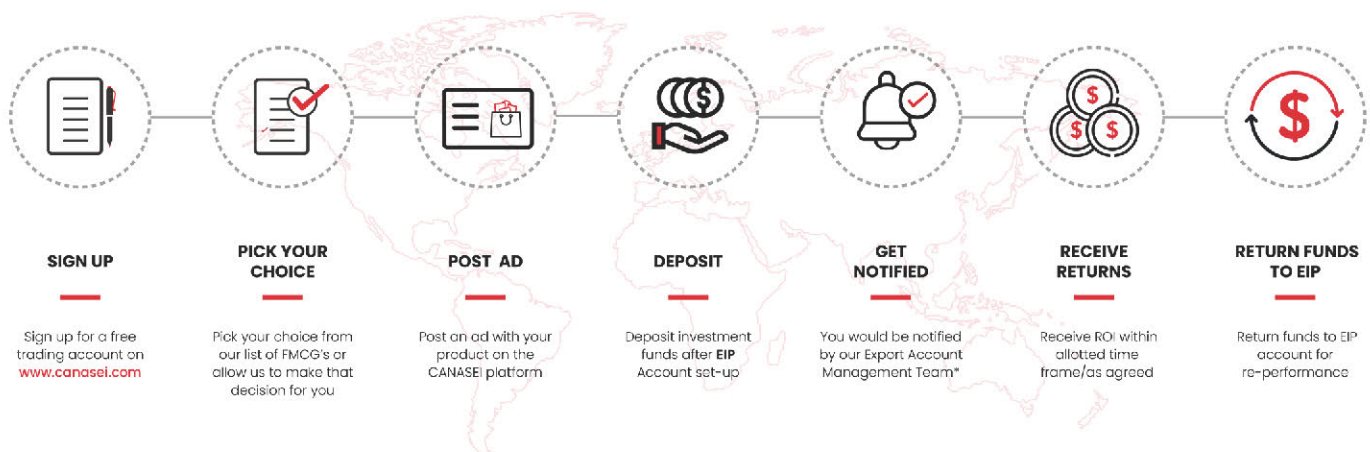 SIGN UP
Sign up for a free
trading account on
www.canasei.com
PICK YOUR
CHOICE
Pick your choice from
our list of FMCG's or
allow us to make that
decision for you
POST AD
Post an ad with your
product on the
CANASEI platform
DEPOSIT
Deposit investment
funds after EIP
Account set-up
GET
NOTIFIED
You would be notified
by our Export Account
Management Team*
RECEIVE
RETURNS
Receive ROI within
allotted time
frame/as agreed
RETURN FUNDS
TO EIP
Return funds to EIP
account for
re-performance